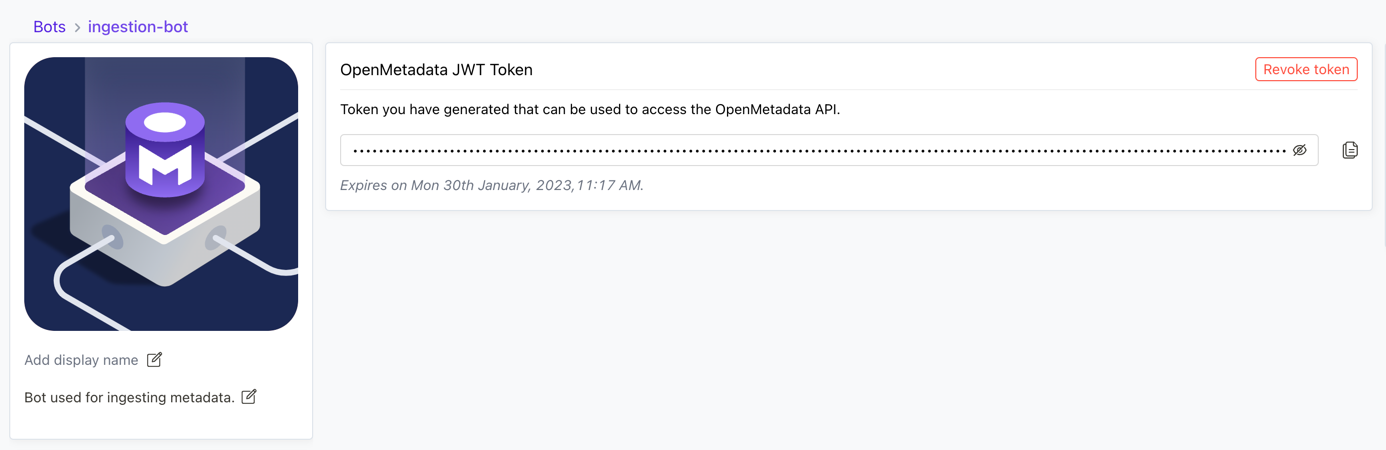 Bots > ingestion-bot
OpenMetadata JWT Token
Revoke token
Token you have generated that can be used to access the OpenMetadata API.
Expires on Mon 30th January, 2023,11:17 AM.
Add display name
Bot used for ingesting metadata.